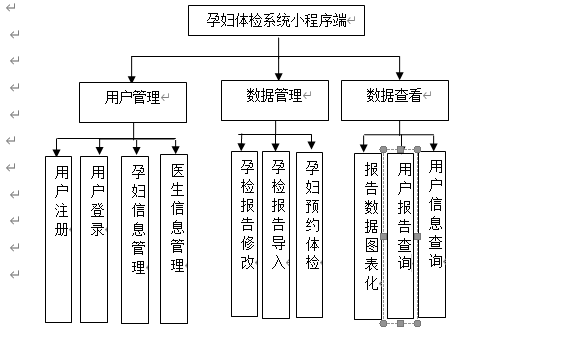 孕妇体检系统小程序端
用户管理
数据管理
数据查看
用户注册
用户登录
孕妇信息管理
医生信息管理
孕检报告修改
孕检报告导入
孕妇预约体检
报告数据图表化
用户报告查询
用户信息查询